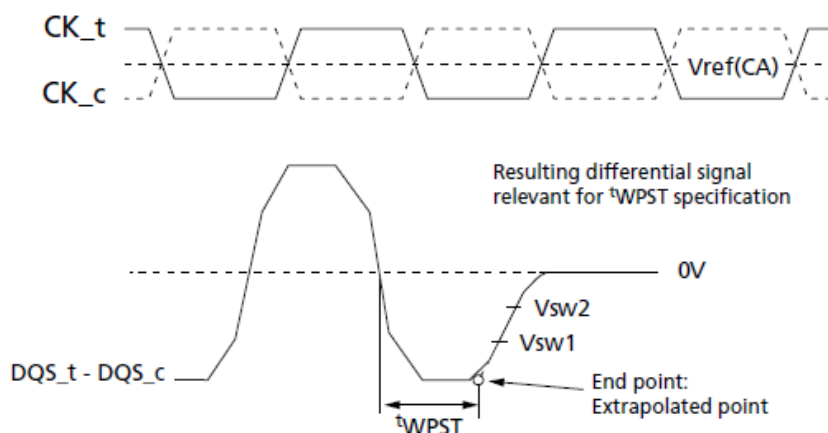 CK_t
Vref(CA)
CK_c
Resulting differential signal
relevant for tWPST specification
0V
Vsw2
Vsw1
DQS_t - DQS_c
End point:
Extrapolated point
tWPST